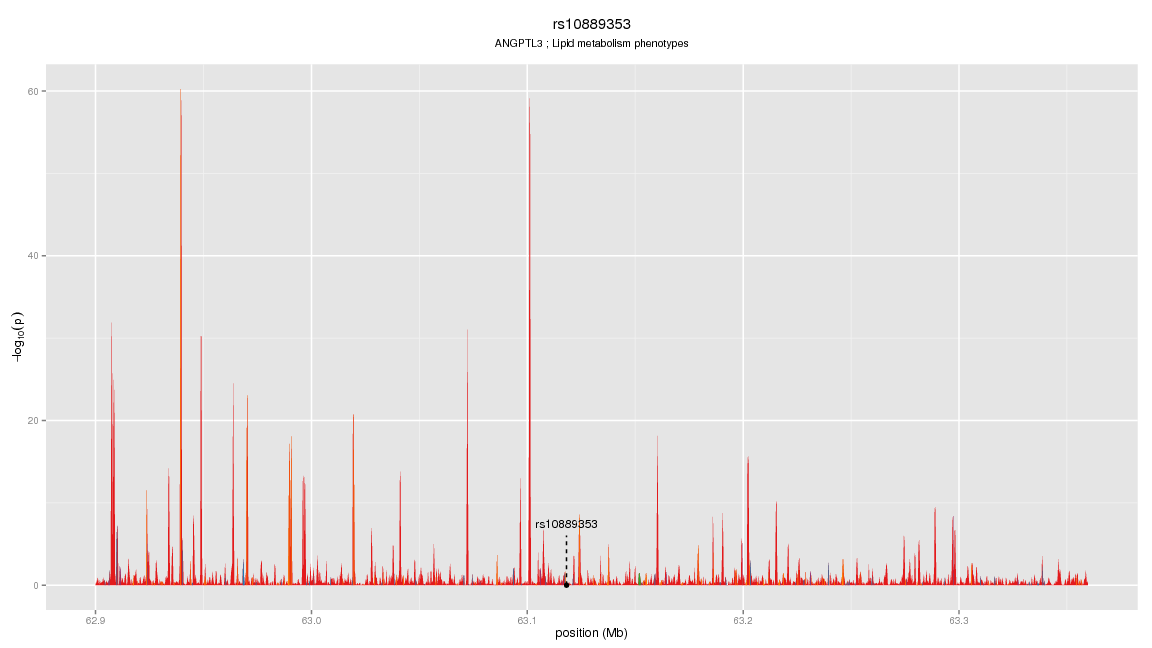 rs10889353
ANGPTL3 ; Lipid metabolism phenotypes
60
40
20
0
-log10(p)
rs10889353
62.9 63.0 63.1 63.2 63.3
position (Mb)